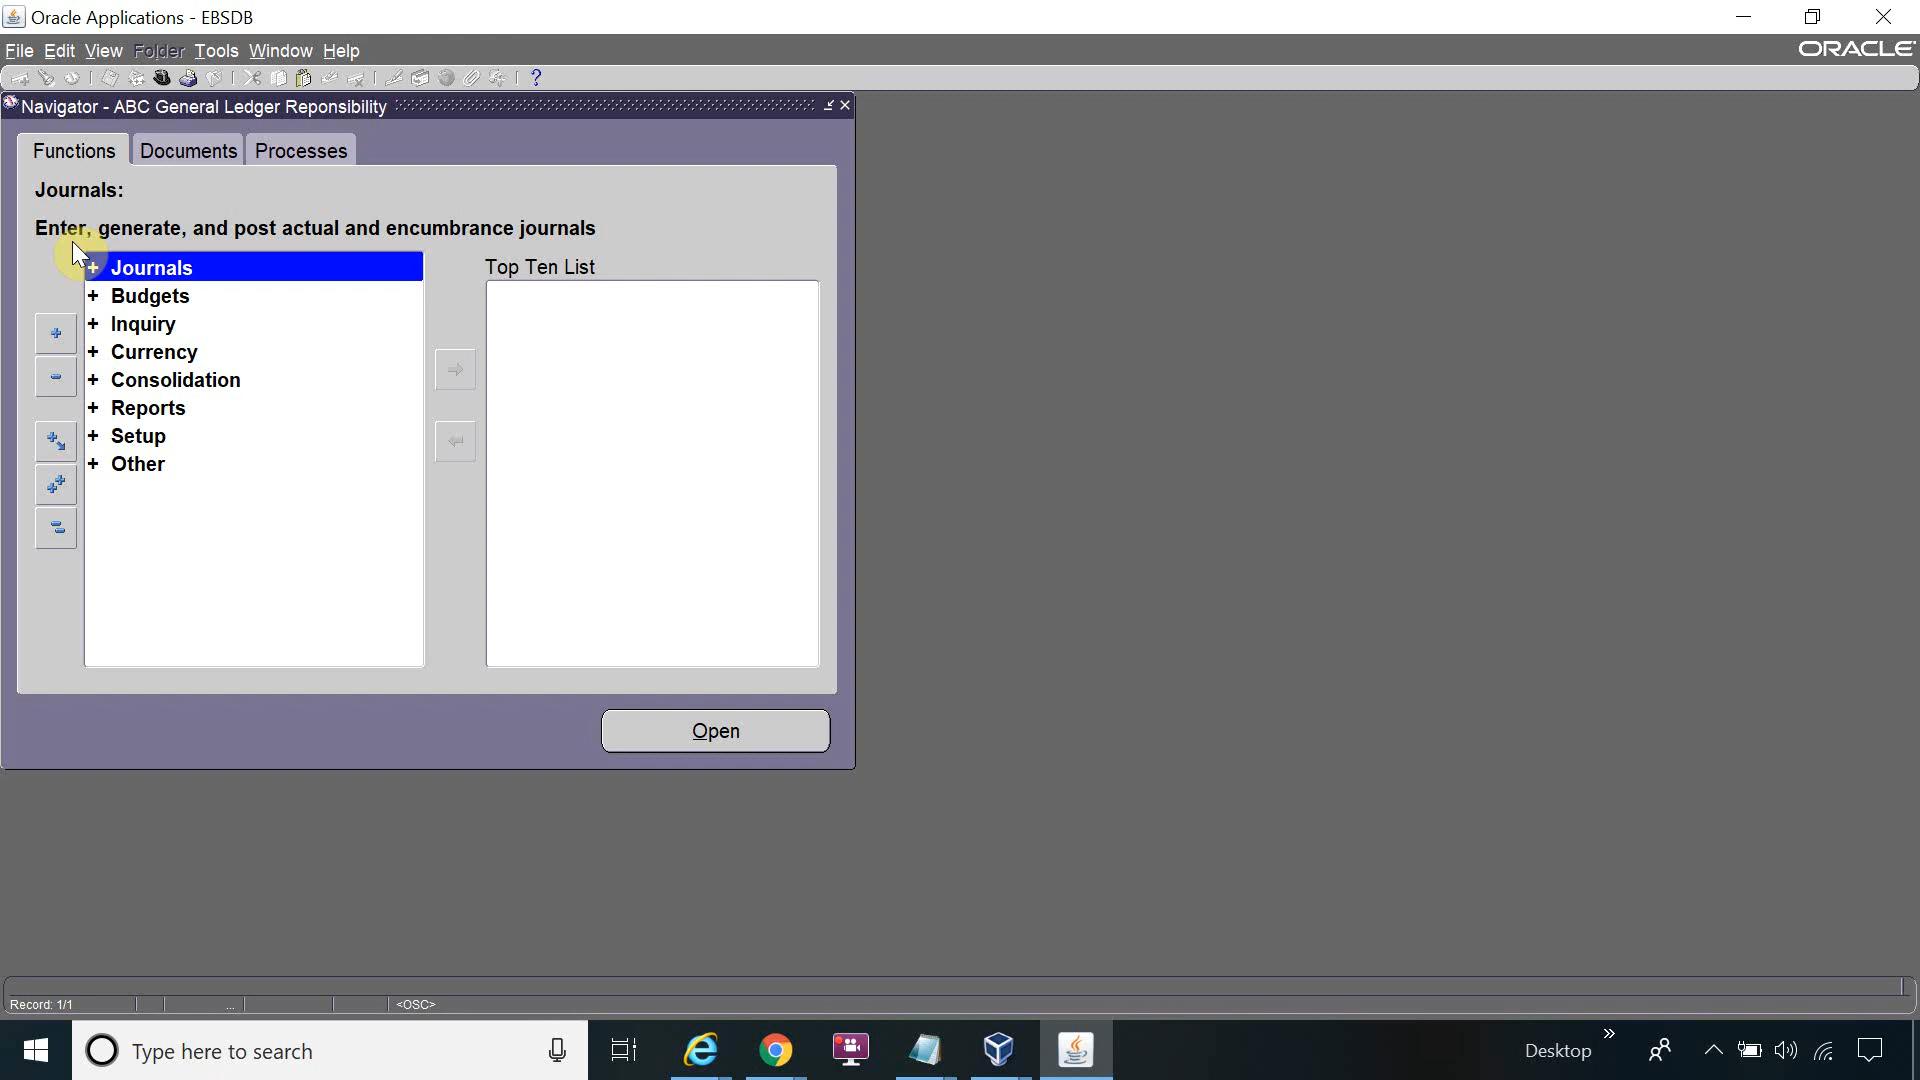 Oracle Applications - EBSDB
File Edit View Folder Tools Window Help
ORACLE
?
Navigator - ABC General Ledger Reponsibility
Functions Documents Processes
Journals:
Enter, generate, and post actual and encumbrance journals
+ Journals
+ Budgets
+ Inquiry
+ Currency
+ Consolidation
+ Reports
+ Setup
+ Other
Top Ten List
Open
Record: 1/1 ... <OSC>
Type here to search
Desktop